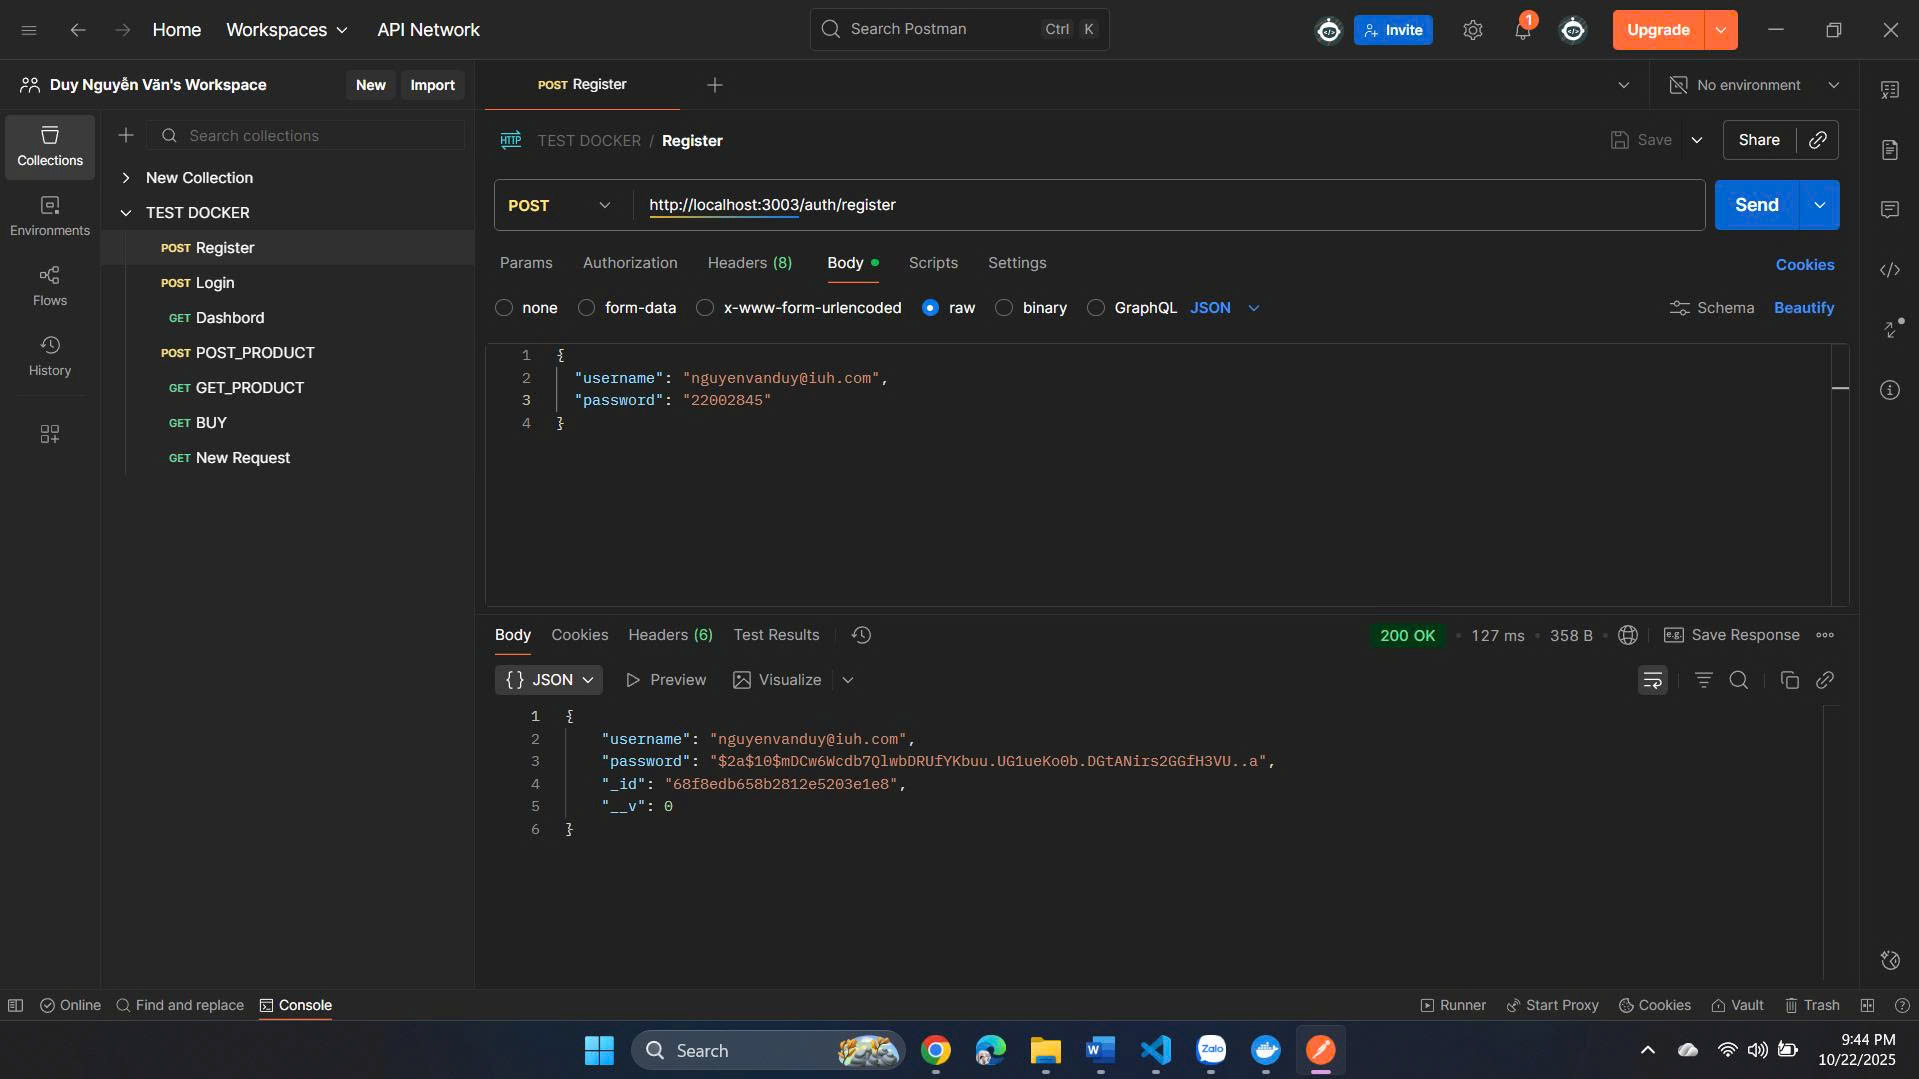 Home Workspaces API Network Search Postman Ctrl K Invite 1 Upgrade
Duy Nguyễn Văn's Workspace New Import POST Register No environment
Collections
Environments
Flows
History
Search collections
New Collection
TEST DOCKER
POST Register
POST Login
GET Dashbord
POST POST_PRODUCT
GET GET_PRODUCT
GET BUY
GET New Request
HTTP TEST DOCKER / Register Save Share
POST http://localhost:3003/auth/register Send
Params Authorization Headers (8) Body Scripts Settings Cookies
none form-data x-www-form-urlencoded raw binary GraphQL JSON Schema Beautify
1 {
2 "username": "nguyenvanduy@iuh.com",
3 "password": "22002845"
4 }
Body Cookies Headers (6) Test Results 200 OK • 127 ms • 358 B • e.g. Save Response
{} JSON Preview Visualize
1 {
2 "username": "nguyenvanduy@iuh.com",
3 "password": "$2a$10$mDCw6Wcdb7QlwbDRUfYKbuu.UG1ueKo0b.DGtANirs2GGfH3VU..a",
4 "_id": "68f8edb658b2812e5203e1e8",
5 "__v": 0
6 }
Online Find and replace Console Runner Start Proxy Cookies Vault Trash
Search Zalo 9:44 PM
10/22/2025